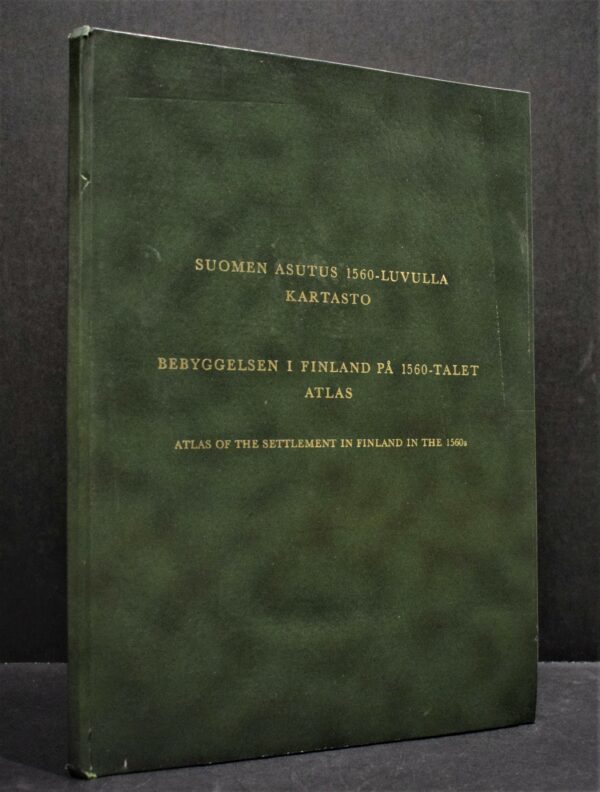 SUOMEN ASUTUS 1560-LUVULLA
KARTASTO
BEBYGGELSEN I FINLAND PÅ 1560-TALET
ATLAS
ATLAS OF THE SETTLEMENT IN FINLAND IN THE 1560s